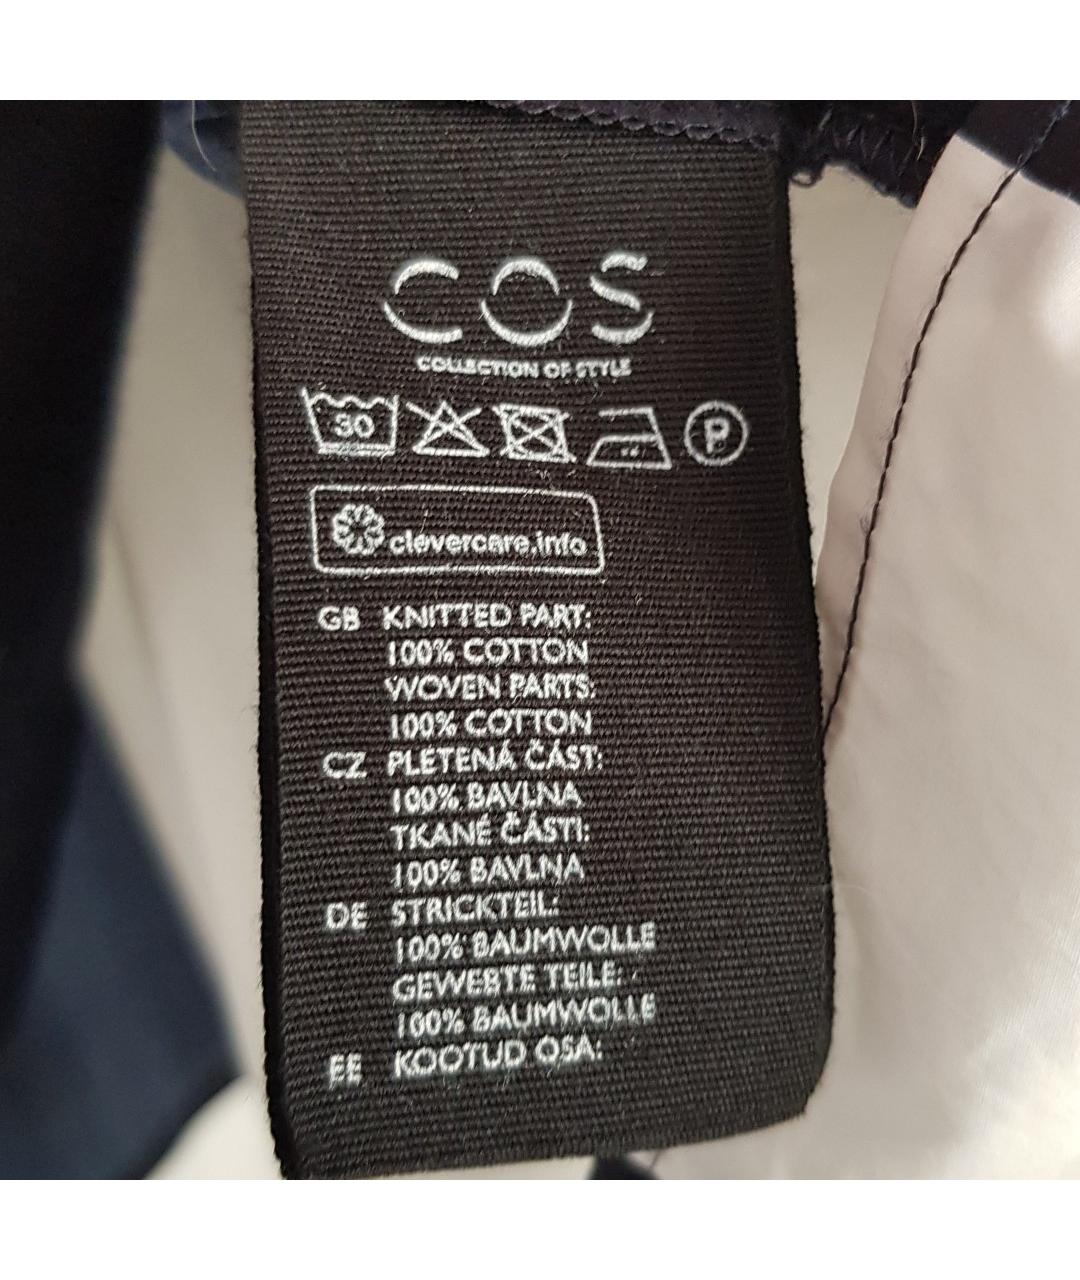 COS
COLLECTION OF STYLE
30
P
clevercare.info
GB KNITTED PART:
100% COTTON
WOVEN PARTS:
100% COTTON
CZ PLETENÁ ČÁST:
100% BAVLNA
TKANÉ ČÁSTI:
100% BAVLNA
DE STRICKTEIL:
100% BAUMWOLLE
GEWEBTE TEILE:
100% BAUMWOLLE
EE KOOTUD OSA: